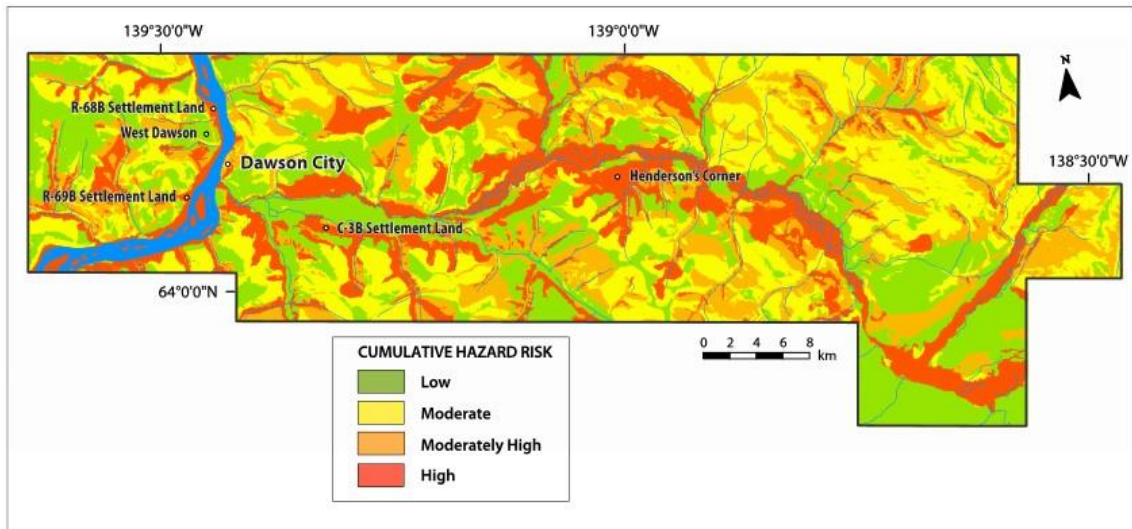 139°30'0"W
139°0'0"W
N
R-68B Settlement Land
West Dawson
Dawson City
138°30'0"W
Henderson's Corner
R-69B Settlement Land
C-3B Settlement Land
64°0'0"N
0 2 4 6 8
km
CUMULATIVE HAZARD RISK
Low
Moderate
Moderately High
High